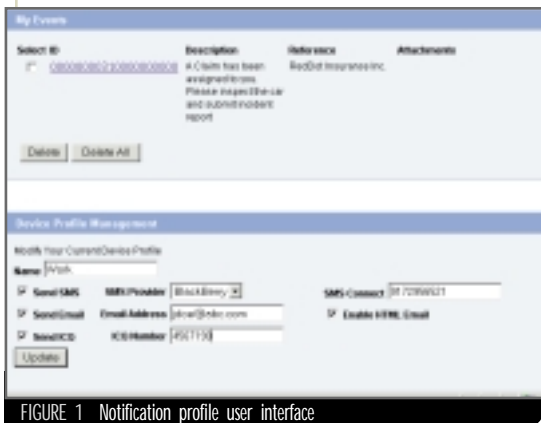 My Events
Select ID Description Reference Attachments
A Claim has been RedDot Insurance Inc.
assigned to you.
Please inspect the car
and submit incident
report
Delete Delete All
Device Profile Management
Modify Your Current Device Profile
Name Work
Send SMS SMS Provider BlackBerry SMS Connect
Send Email Email Address Enable HTML Email
Send ICQ ICQ Number
Update
FIGURE 1 Notification profile user interface